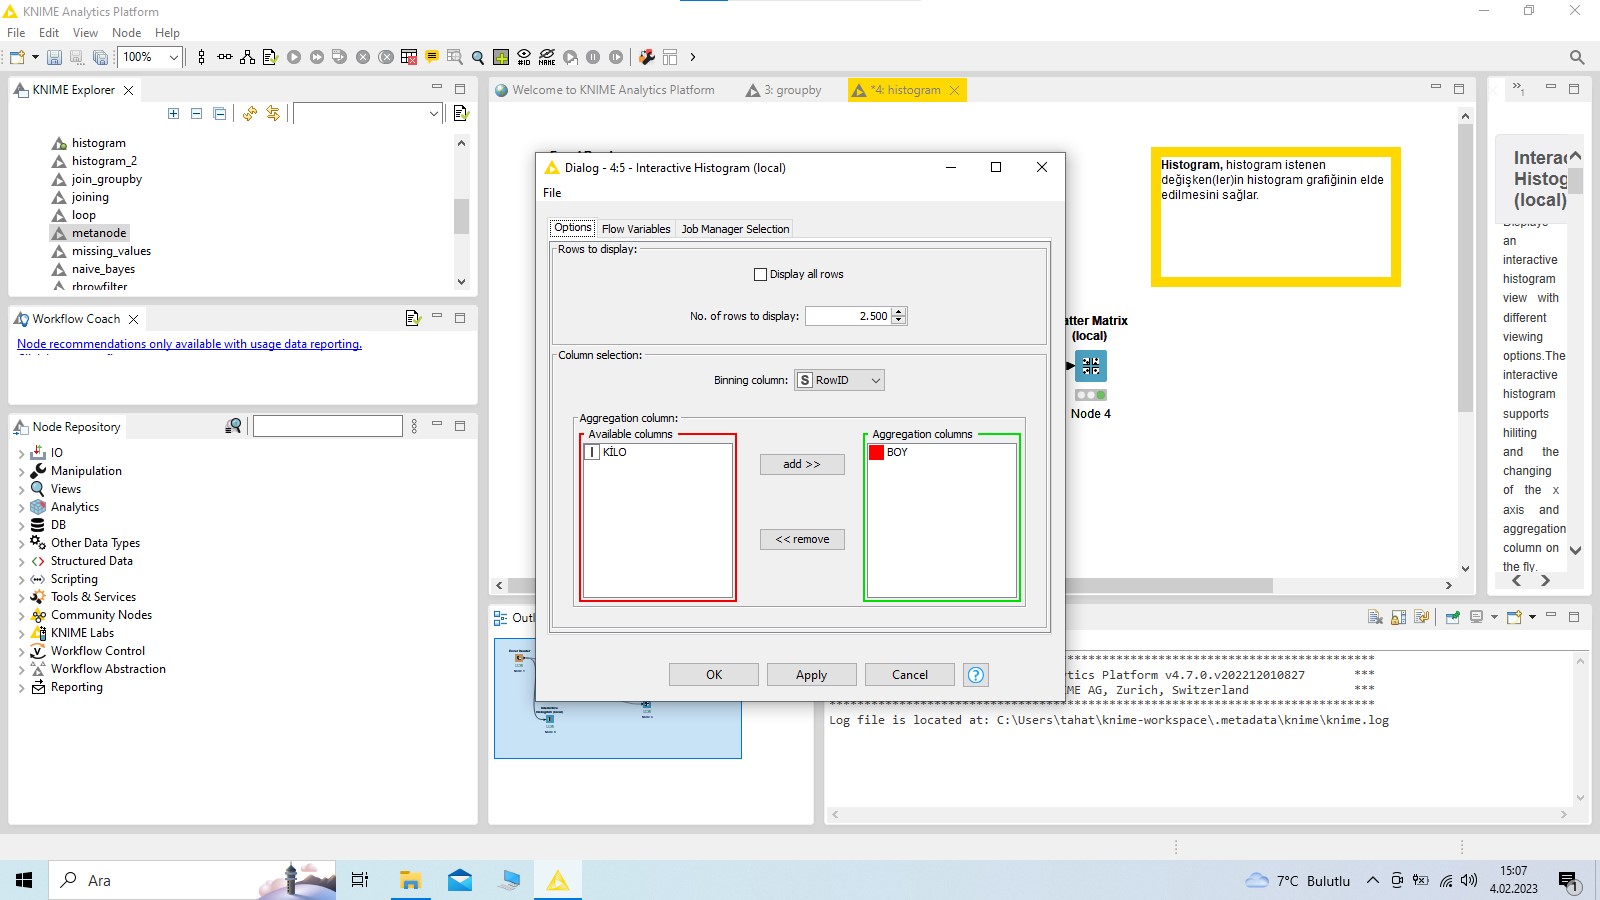 KNIME Analytics Platform
File Edit View Node Help
100%
#ID
NAME
KNIME Explorer
histogram
histogram_2
join_groupby
joining
loop
metanode
missing_values
naive_bayes
rbrowfilter
Workflow Coach
Node recommendations only available with usage data reporting.
Node Repository
IO
Manipulation
Views
Analytics
DB
Other Data Types
Structured Data
Scripting
Tools & Services
Community Nodes
KNIME Labs
Workflow Control
Workflow Abstraction
Reporting
Welcome to KNIME Analytics Platform
3: groupby
*4: histogram
Dialog - 4:5 - Interactive Histogram (local)
File
Options Flow Variables Job Manager Selection
Rows to display:
Display all rows
No. of rows to display: 2.500
Column selection:
Binning column: S RowID
Aggregation column:
Available columns
I KİLO
add >>
<< remove
Aggregation columns
BOY
OK Apply Cancel ?
Histogram, histogram istenen
değişken(ler)in histogram grafiğinin elde
edilmesini sağlar.
atter Matrix
(local)
Node 4
Interac
Histog
(local)
Displays
an
interactive
histogram
view with
different
viewing
options.The
interactive
histogram
supports
hiliting
and the
changing
of the x
axis and
aggregation
column on
the fly.
Outl
tics Platform v4.7.0.v202212010827 ***
IME AG, Zurich, Switzerland ***
Log file is located at: C:\Users\tahat\knime-workspace\.metadata\knime\knime.log
Ara
7°C Bulutlu
15:07
4.02.2023
1